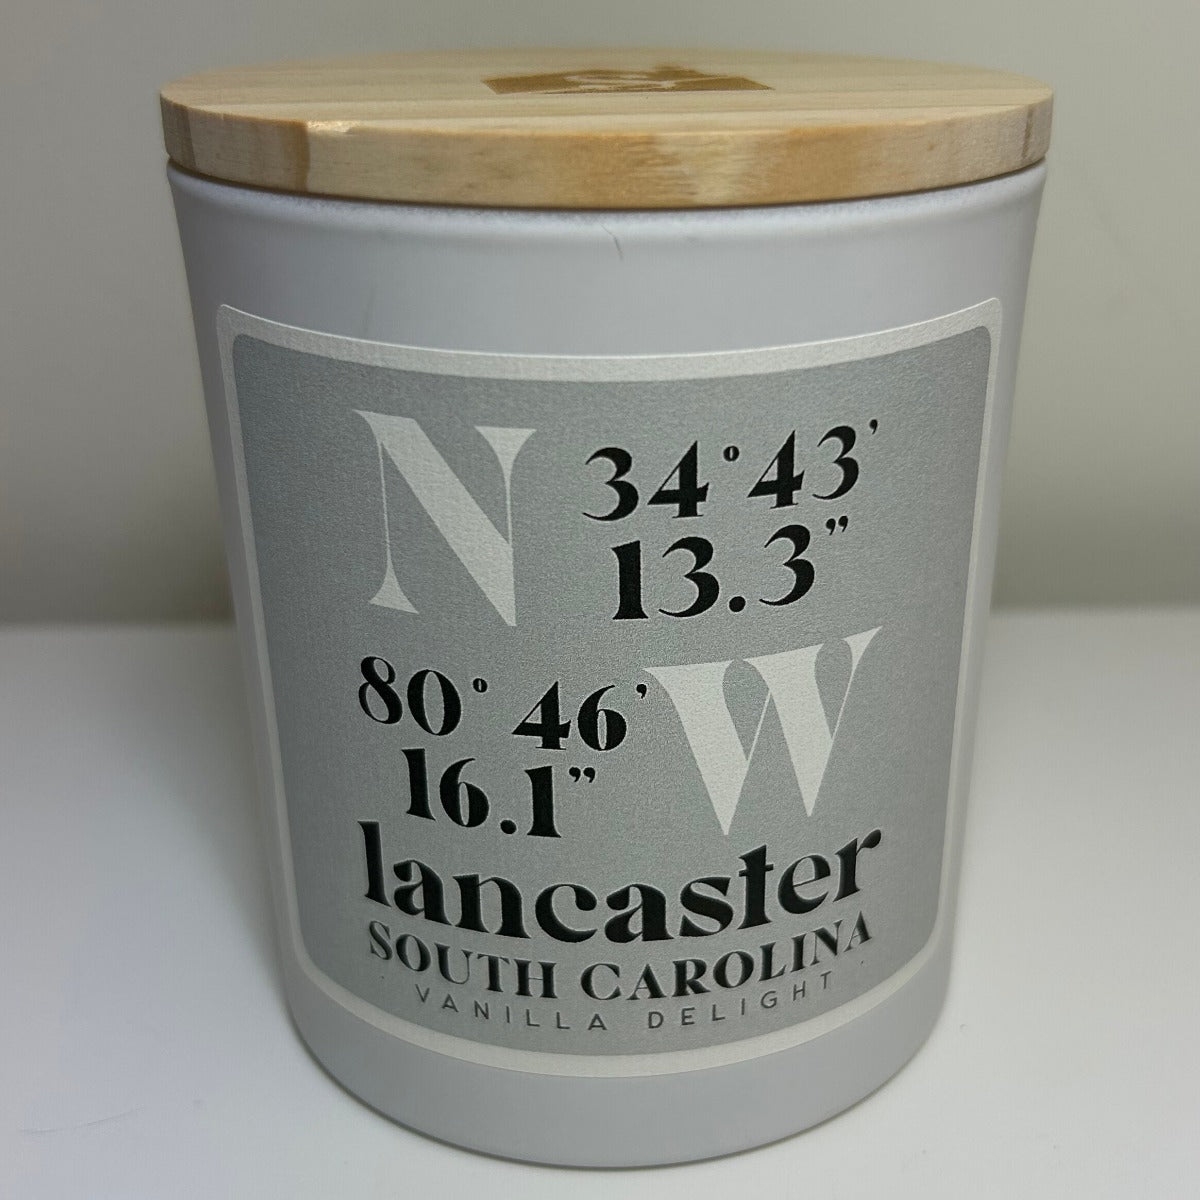 N 34°43’
13.3”
80° 46’ W
16.1”
lancaster
SOUTH CAROLINA
· VANILLA DELIGHT ·